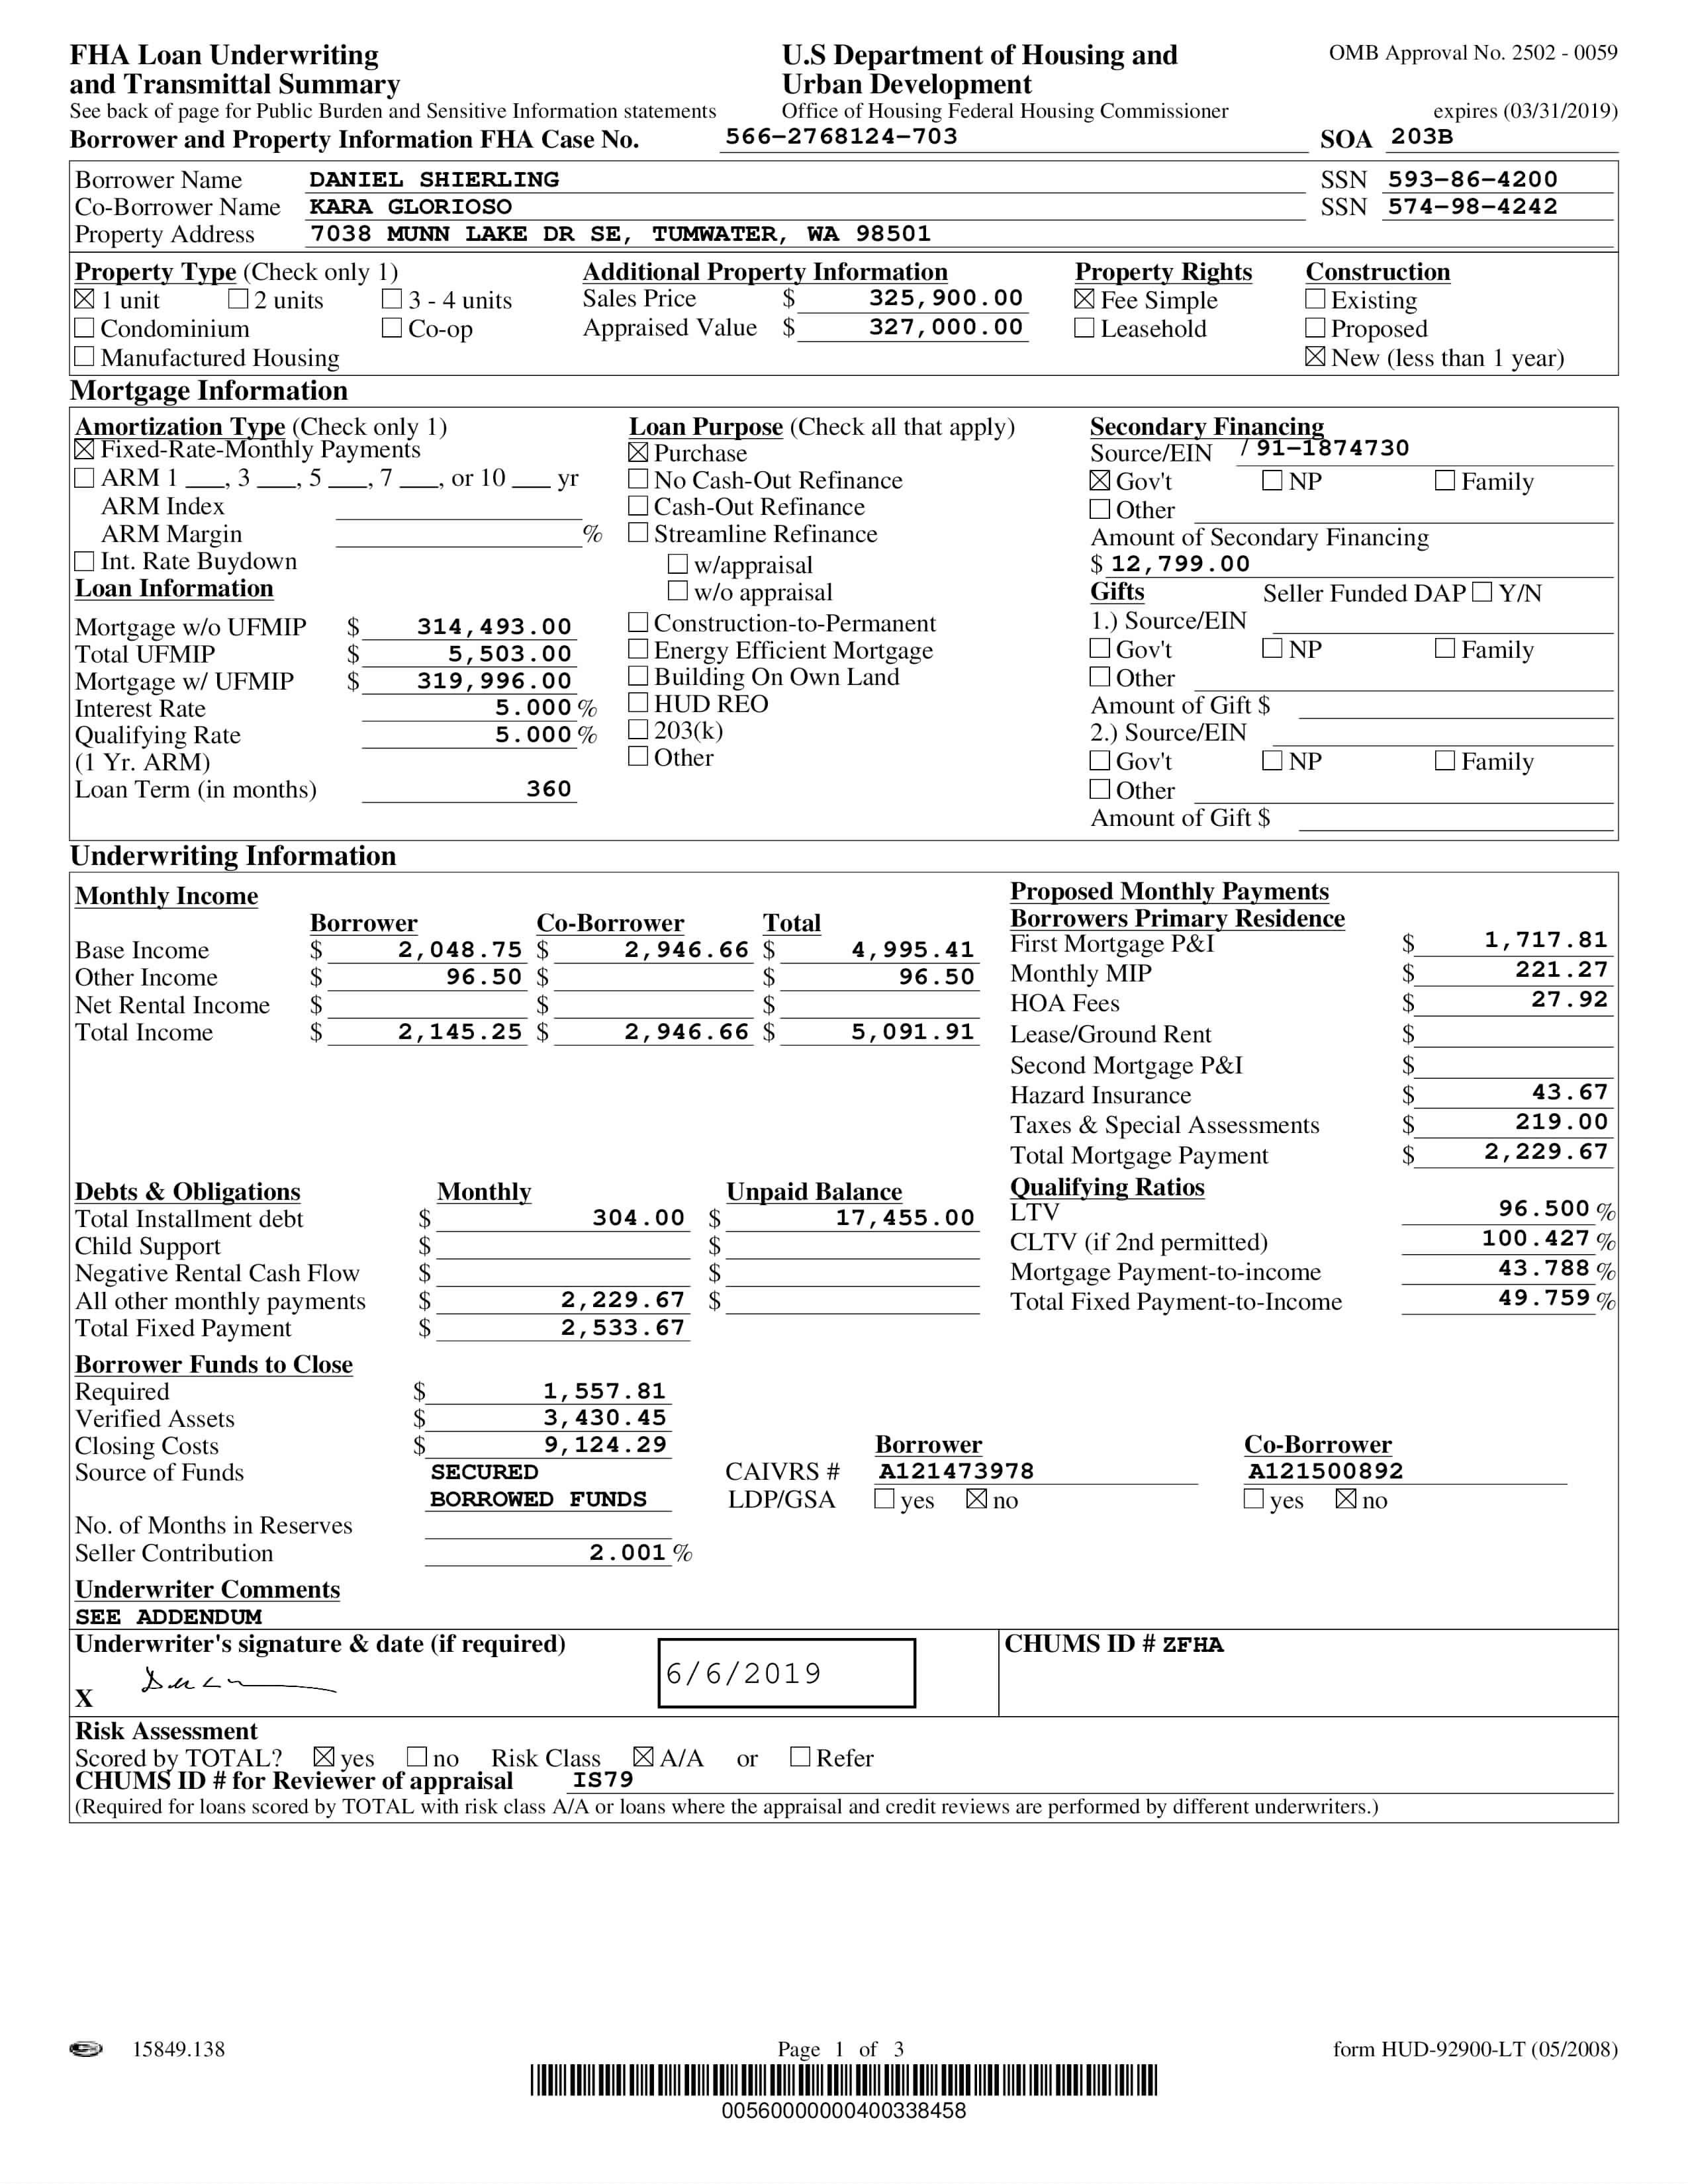 FHA Loan Underwriting
and Transmittal Summary
See back of page for Public Burden and Sensitive Information statements
U.S Department of Housing and
Urban Development
Office of Housing Federal Housing Commissioner
OMB Approval No. 2502 - 0059
expires (03/31/2019)
Borrower and Property Information FHA Case No. 566-2768124-703 SOA 203B
Borrower Name DANIEL SHIERLING SSN 593-86-4200
Co-Borrower Name KARA GLORIOSO SSN 574-98-4242
Property Address 7038 MUNN LAKE DR SE, TUMWATER, WA 98501
Property Type (Check only 1)
☒ 1 unit ☐ 2 units ☐ 3 - 4 units
☐ Condominium ☐ Co-op
☐ Manufactured Housing
Additional Property Information
Sales Price $ 325,900.00
Appraised Value $ 327,000.00
Property Rights
☒ Fee Simple
☐ Leasehold
Construction
☐ Existing
☐ Proposed
☒ New (less than 1 year)
Mortgage Information
Amortization Type (Check only 1)
☒ Fixed-Rate-Monthly Payments
☐ ARM 1 ___, 3 ___, 5 ___, 7 ___, or 10 ___ yr
ARM Index
ARM Margin %
☐ Int. Rate Buydown
Loan Information
Mortgage w/o UFMIP $ 314,493.00
Total UFMIP $ 5,503.00
Mortgage w/ UFMIP $ 319,996.00
Interest Rate 5.000 %
Qualifying Rate 5.000 %
(1 Yr. ARM)
Loan Term (in months) 360
Loan Purpose (Check all that apply)
☒ Purchase
☐ No Cash-Out Refinance
☐ Cash-Out Refinance
☐ Streamline Refinance
☐ w/appraisal
☐ w/o appraisal
☐ Construction-to-Permanent
☐ Energy Efficient Mortgage
☐ Building On Own Land
☐ HUD REO
☐ 203(k)
☐ Other
Secondary Financing
Source/EIN / 91-1874730
☒ Gov't ☐ NP ☐ Family
☐ Other
Amount of Secondary Financing
$ 12,799.00
Gifts Seller Funded DAP ☐ Y/N
1.) Source/EIN
☐ Gov't ☐ NP ☐ Family
☐ Other
Amount of Gift $
2.) Source/EIN
☐ Gov't ☐ NP ☐ Family
☐ Other
Amount of Gift $
Underwriting Information
Monthly Income
Borrower Co-Borrower Total
Base Income $ 2,048.75 $ 2,946.66 $ 4,995.41
Other Income $ 96.50 $ $ 96.50
Net Rental Income $ $ $
Total Income $ 2,145.25 $ 2,946.66 $ 5,091.91
Proposed Monthly Payments
Borrowers Primary Residence
First Mortgage P&I $ 1,717.81
Monthly MIP $ 221.27
HOA Fees $ 27.92
Lease/Ground Rent $
Second Mortgage P&I $
Hazard Insurance $ 43.67
Taxes & Special Assessments $ 219.00
Total Mortgage Payment $ 2,229.67
Debts & Obligations Monthly Unpaid Balance
Total Installment debt $ 304.00 $ 17,455.00
Child Support $ $
Negative Rental Cash Flow $ $
All other monthly payments $ 2,229.67 $
Total Fixed Payment $ 2,533.67
Qualifying Ratios
LTV 96.500 %
CLTV (if 2nd permitted) 100.427 %
Mortgage Payment-to-income 43.788 %
Total Fixed Payment-to-Income 49.759 %
Borrower Funds to Close
Required $ 1,557.81
Verified Assets $ 3,430.45
Closing Costs $ 9,124.29
Source of Funds SECURED
BORROWED FUNDS
No. of Months in Reserves
Seller Contribution 2.001 %
Borrower Co-Borrower
CAIVRS # A121473978 A121500892
LDP/GSA ☐ yes ☒ no ☐ yes ☒ no
Underwriter Comments
SEE ADDENDUM
Underwriter's signature & date (if required)
X
6/6/2019
CHUMS ID # ZFHA
Risk Assessment
Scored by TOTAL? ☒ yes ☐ no Risk Class ☒ A/A or ☐ Refer
CHUMS ID # for Reviewer of appraisal IS79
(Required for loans scored by TOTAL with risk class A/A or loans where the appraisal and credit reviews are performed by different underwriters.)
15849.138
Page 1 of 3
form HUD-92900-LT (05/2008)
00560000000400338458